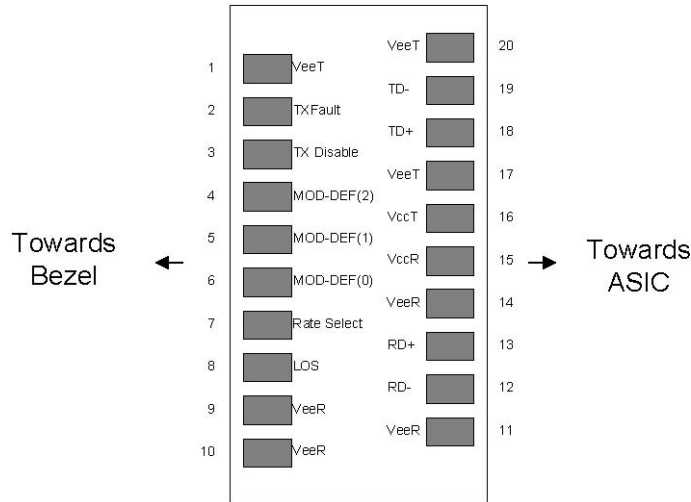 VeeT 20
1 VeeT
TD- 19
2 TXFault
TD+ 18
3 TX Disable
VeeT 17
4 MOD-DEF(2)
VccT 16
5 MOD-DEF(1)
Towards
Bezel
VccR 15
Towards
ASIC
6 MOD-DEF(0)
VeeR 14
7 Rate Select
RD+ 13
8 LOS
RD- 12
9 VeeR
VeeR 11
10 VeeR